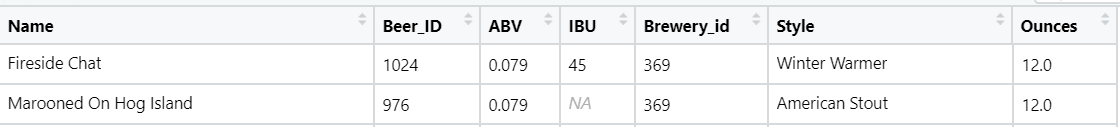 Name Beer_ID ABV IBU Brewery_id Style Ounces
Fireside Chat 1024 0.079 45 369 Winter Warmer 12.0
Marooned On Hog Island 976 0.079 NA 369 American Stout 12.0